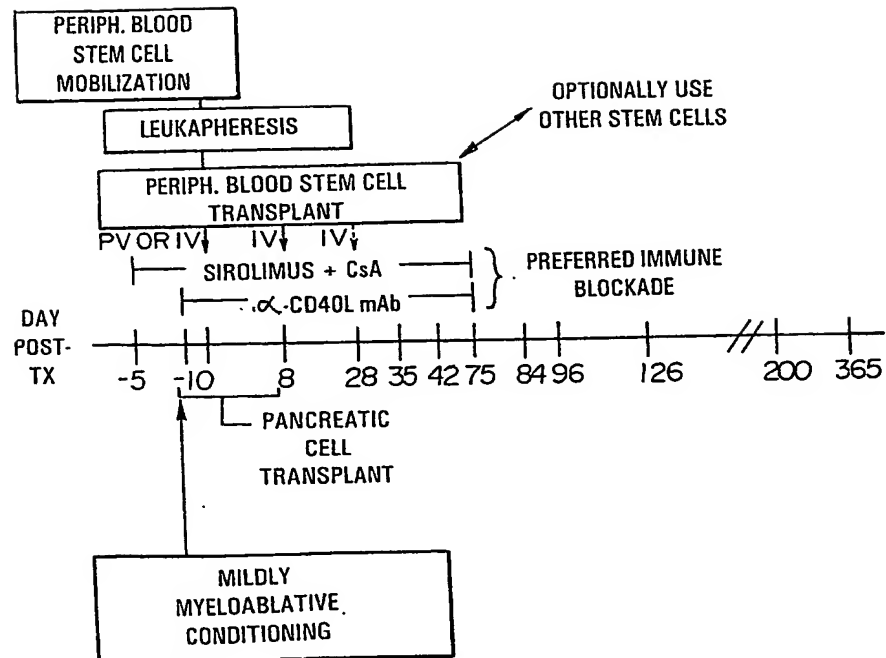 PERIPH. BLOOD
STEM CELL
MOBILIZATION
LEUKAPHERESIS
OPTIONALLY USE
OTHER STEM CELLS
PERIPH. BLOOD STEM CELL
TRANSPLANT
PV OR IV IV IV
SIROLIMUS + CsA
α-CD40L mAb
PREFERRED IMMUNE
BLOCKADE
DAY
POST-
TX
-5 -10 8 28 35 42 75 84 96 126 200 365
PANCREATIC
CELL
TRANSPLANT
MILDLY
MYELOABLATIVE
CONDITIONING